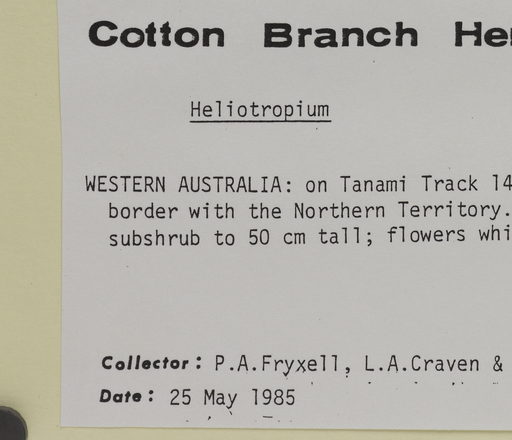 Cotton Branch
Heliotropium
WESTERN AUSTRALIA: on Tanami Track 14
border with the Northern Territory.
subshrub to 50 cm tall; flowers whi
Collector: P.A.Fryxell, L.A.Craven &
Date: 25 May 1985